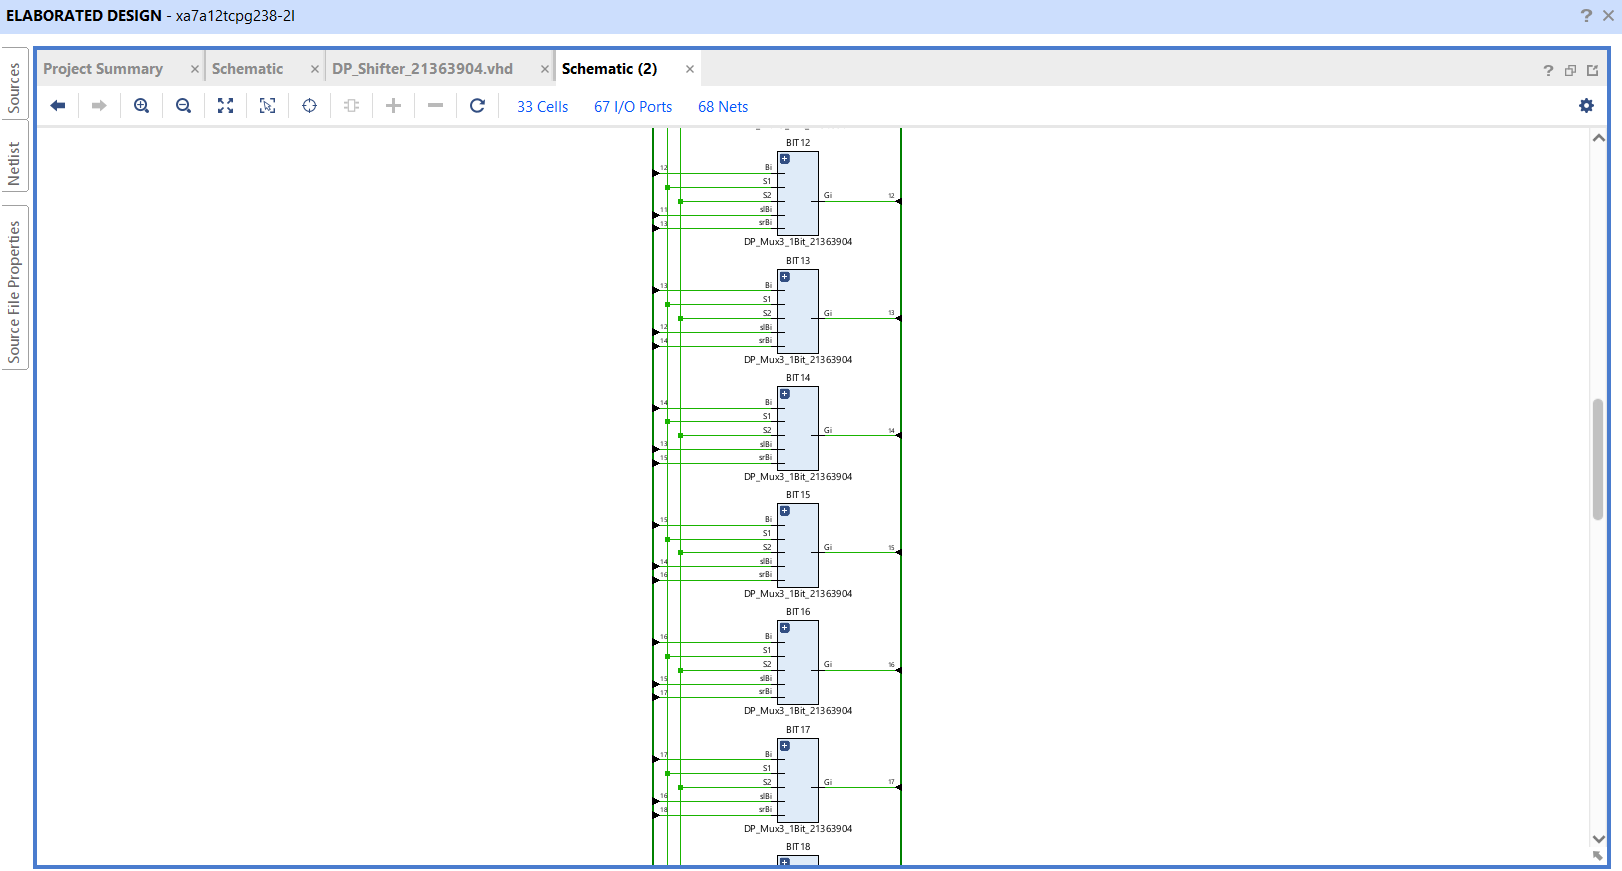 ELABORATED DESIGN - xa7a12tcpg238-2I
Sources
Netlist
Source File Properties
Project Summary
Schematic
DP_Shifter_21363904.vhd
Schematic (2)
33 Cells
67 I/O Ports
68 Nets
BIT12
12
Bi
S1
S2
Gi
12
11
slBi
13
srBi
DP_Mux3_1Bit_21363904
BIT13
13
Bi
S1
S2
Gi
13
12
slBi
14
srBi
DP_Mux3_1Bit_21363904
BIT14
14
Bi
S1
S2
Gi
14
13
slBi
15
srBi
DP_Mux3_1Bit_21363904
BIT15
15
Bi
S1
S2
Gi
15
14
slBi
16
srBi
DP_Mux3_1Bit_21363904
BIT16
16
Bi
S1
S2
Gi
16
15
slBi
17
srBi
DP_Mux3_1Bit_21363904
BIT17
17
Bi
S1
S2
Gi
17
16
slBi
18
srBi
DP_Mux3_1Bit_21363904
BIT18